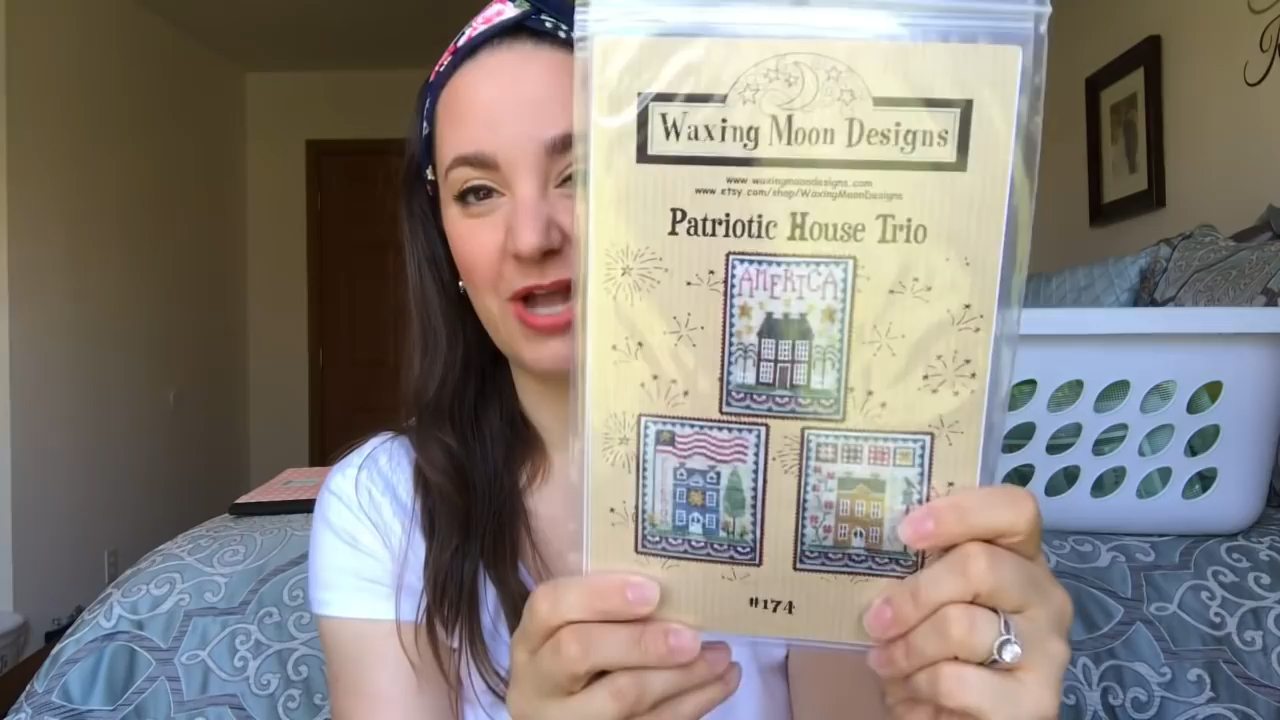 Waxing Moon Designs
www.waxingmoondesigns.com
www.etsy.com/shop/WaxingMoonDesigns
Patriotic House Trio
AMERICA
#174